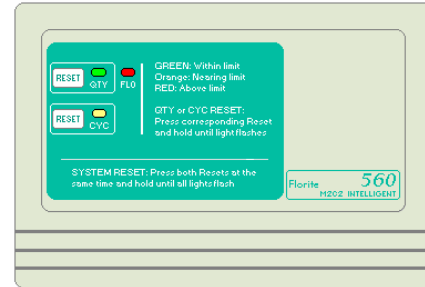 RESET QTY FLO
RESET CYC
GREEN: Within limit
Orange: Nearing limit
RED: Above limit
QTY or CYC RESET:
Press corresponding Reset
and hold until light flashes
SYSTEM RESET: Press both Resets at the
same time and hold until all lights flash
Florite 560
M202 INTELLIGENT